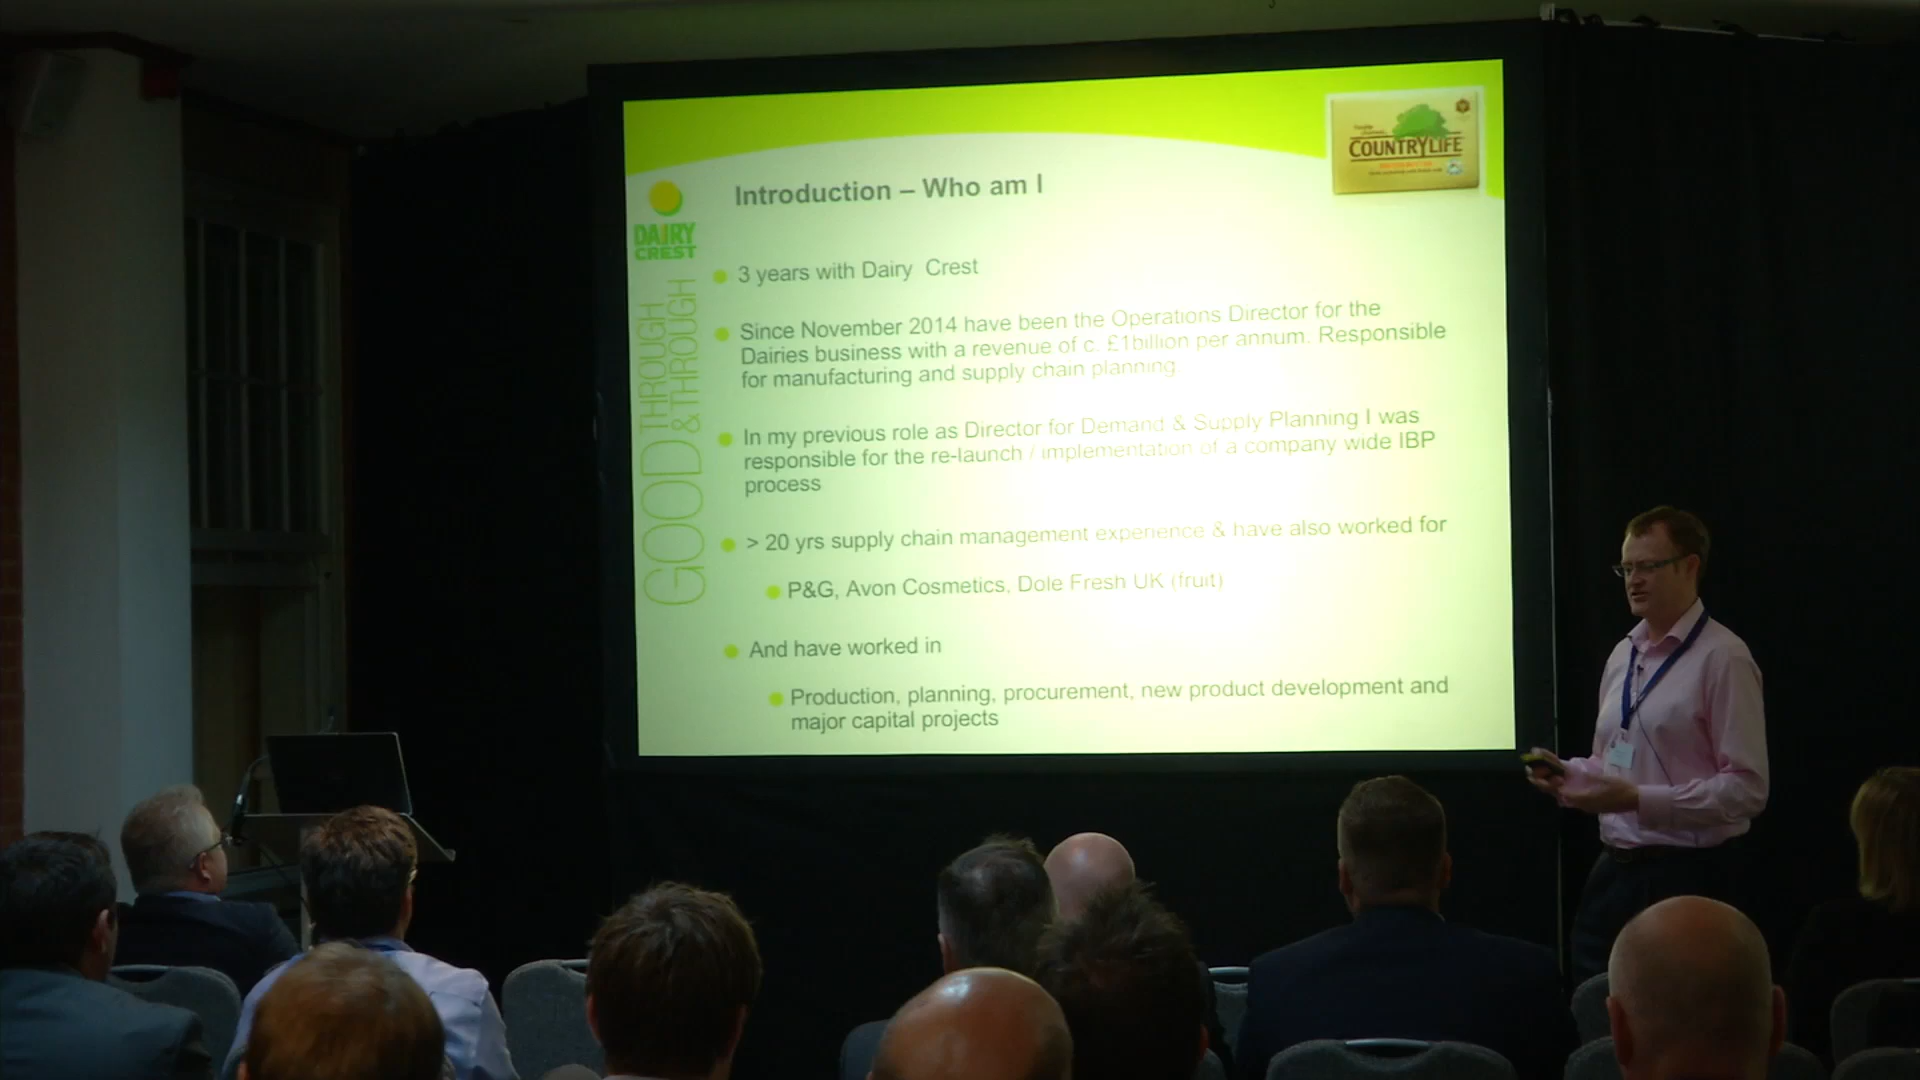 COUNTRYLIFE
Introduction – Who am I
DAIRY
CREST
GOOD THROUGH
& THROUGH
3 years with Dairy Crest
Since November 2014 have been the Operations Director for the
Dairies business with a revenue of c. £1billion per annum. Responsible
for manufacturing and supply chain planning.
In my previous role as Director for Demand & Supply Planning I was
responsible for the re-launch / implementation of a company wide IBP
process
> 20 yrs supply chain management experience & have also worked for
P&G, Avon Cosmetics, Dole Fresh UK (fruit)
And have worked in
Production, planning, procurement, new product development and
major capital projects